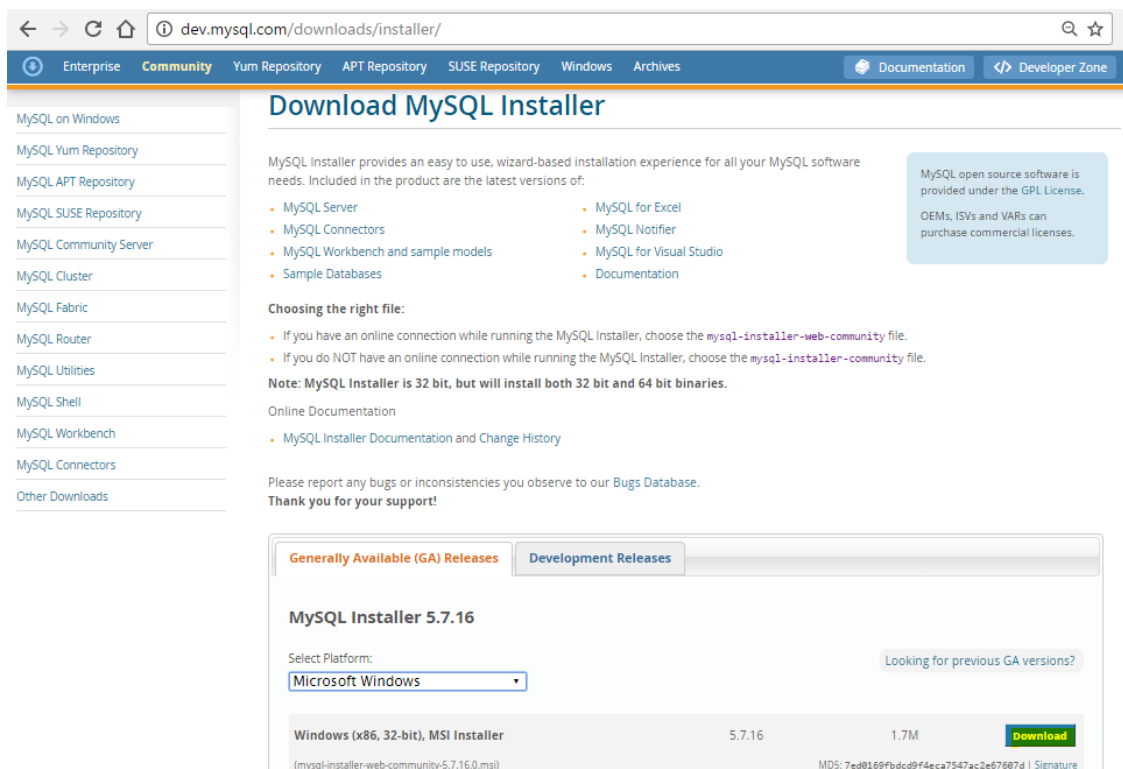 dev.mysql.com/downloads/installer/
Enterprise Community Yum Repository APT Repository SUSE Repository Windows Archives Documentation Developer Zone
MySQL on Windows
MySQL Yum Repository
MySQL APT Repository
MySQL SUSE Repository
MySQL Community Server
MySQL Cluster
MySQL Fabric
MySQL Router
MySQL Utilities
MySQL Shell
MySQL Workbench
MySQL Connectors
Other Downloads
Download MySQL Installer
MySQL Installer provides an easy to use, wizard-based installation experience for all your MySQL software
needs. Included in the product are the latest versions of:
MySQL Server
MySQL Connectors
MySQL Workbench and sample models
Sample Databases
MySQL for Excel
MySQL Notifier
MySQL for Visual Studio
Documentation
MySQL open source software is
provided under the GPL License.
OEMs, ISVs and VARs can
purchase commercial licenses.
Choosing the right file:
If you have an online connection while running the MySQL Installer, choose the mysql-installer-web-community file.
If you do NOT have an online connection while running the MySQL Installer, choose the mysql-installer-community file.
Note: MySQL Installer is 32 bit, but will install both 32 bit and 64 bit binaries.
Online Documentation
MySQL Installer Documentation and Change History
Please report any bugs or inconsistencies you observe to our Bugs Database.
Thank you for your support!
Generally Available (GA) Releases Development Releases
MySQL Installer 5.7.16
Select Platform:
Microsoft Windows
Looking for previous GA versions?
Windows (x86, 32-bit), MSI Installer 5.7.16 1.7M Download
(mysql-installer-web-community-5.7.16.0.msi) MD5: 7ed0169fbdcd9f4eca7547ac2e67607d | Signature